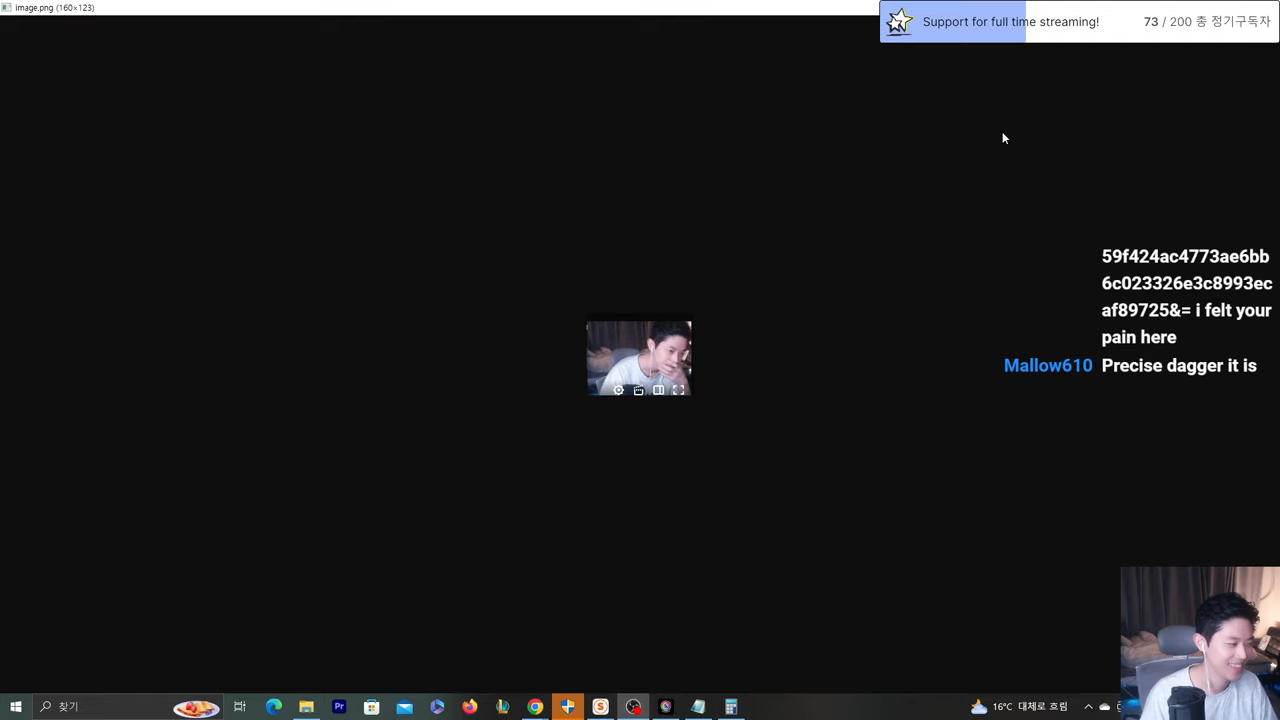 image.png (160×123)
Support for full time streaming!
73 / 200 총 정기구독자
59f424ac4773ae6bb
6c023326e3c8993ec
af89725&= i felt your
pain here
Mallow610 Precise dagger it is
찾기
16°C 대체로 흐림